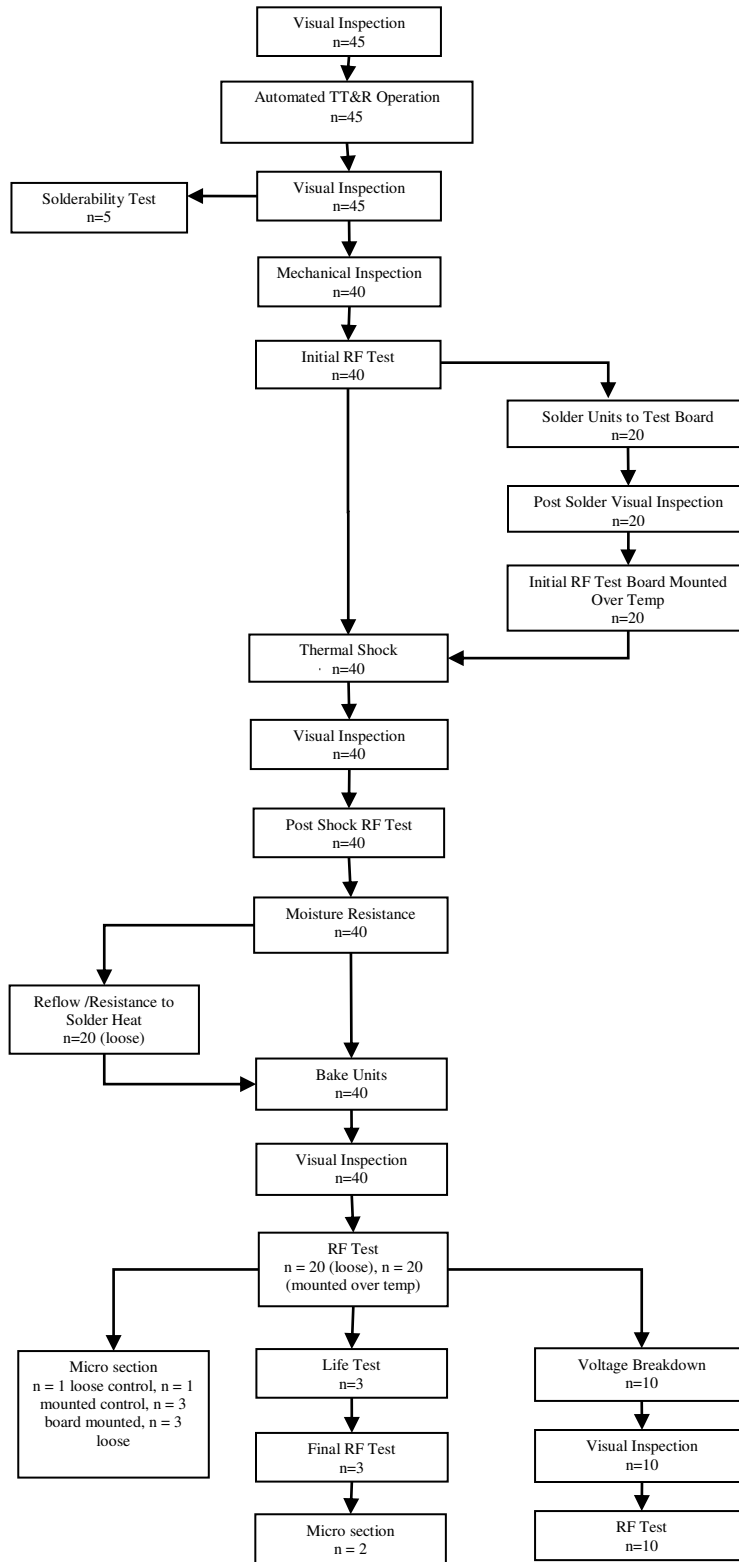 Visual Inspection
n=45
Automated TT&R Operation
n=45
Visual Inspection
n=45
Solderability Test
n=5
Mechanical Inspection
n=40
Initial RF Test
n=40
Solder Units to Test Board
n=20
Post Solder Visual Inspection
n=20
Initial RF Test Board Mounted
Over Temp
n=20
Thermal Shock
n=40
Visual Inspection
n=40
Post Shock RF Test
n=40
Moisture Resistance
n=40
Reflow /Resistance to
Solder Heat
n=20 (loose)
Bake Units
n=40
Visual Inspection
n=40
RF Test
n = 20 (loose), n = 20
(mounted over temp)
Micro section
n = 1 loose control, n = 1
mounted control, n = 3
board mounted, n = 3
loose
Life Test
n=3
Final RF Test
n=3
Micro section
n = 2
Voltage Breakdown
n=10
Visual Inspection
n=10
RF Test
n=10